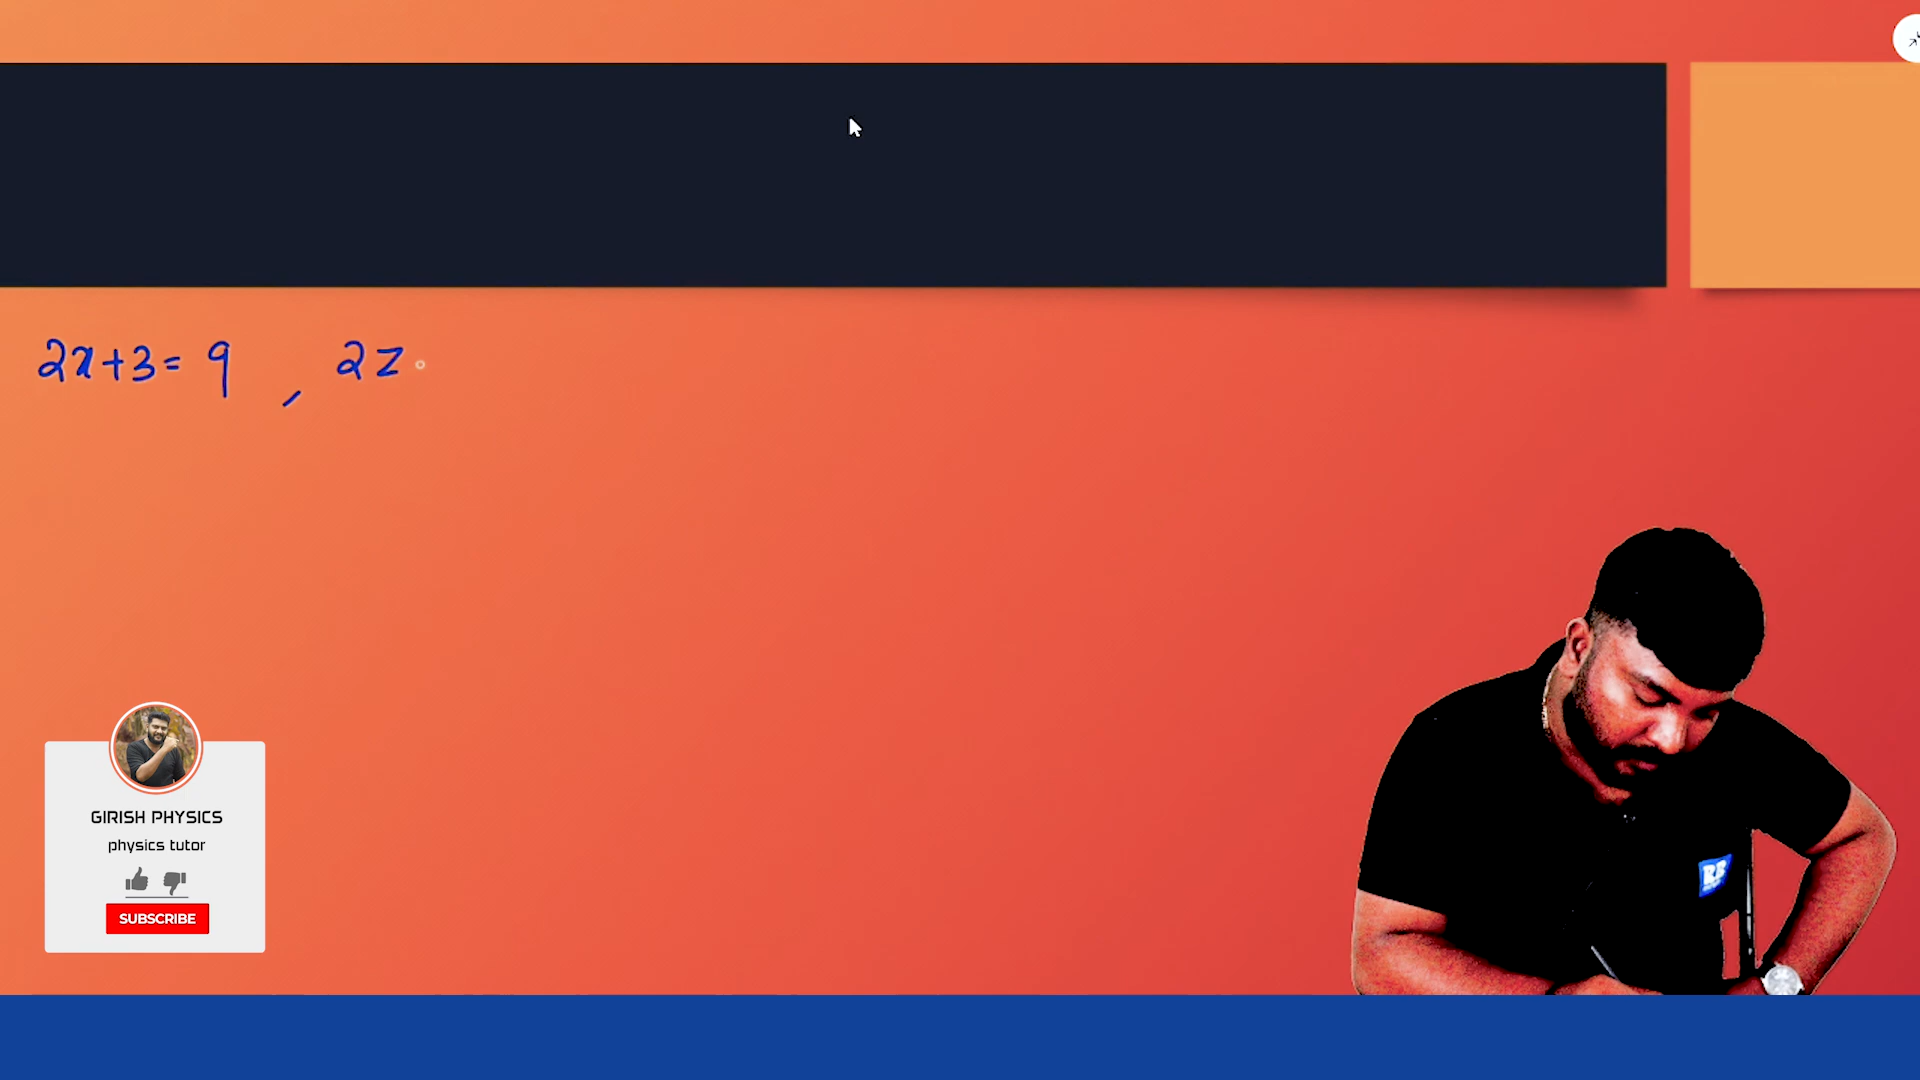 2x+3= 9 , 2z
GIRISH PHYSICS
physics tutor
SUBSCRIBE